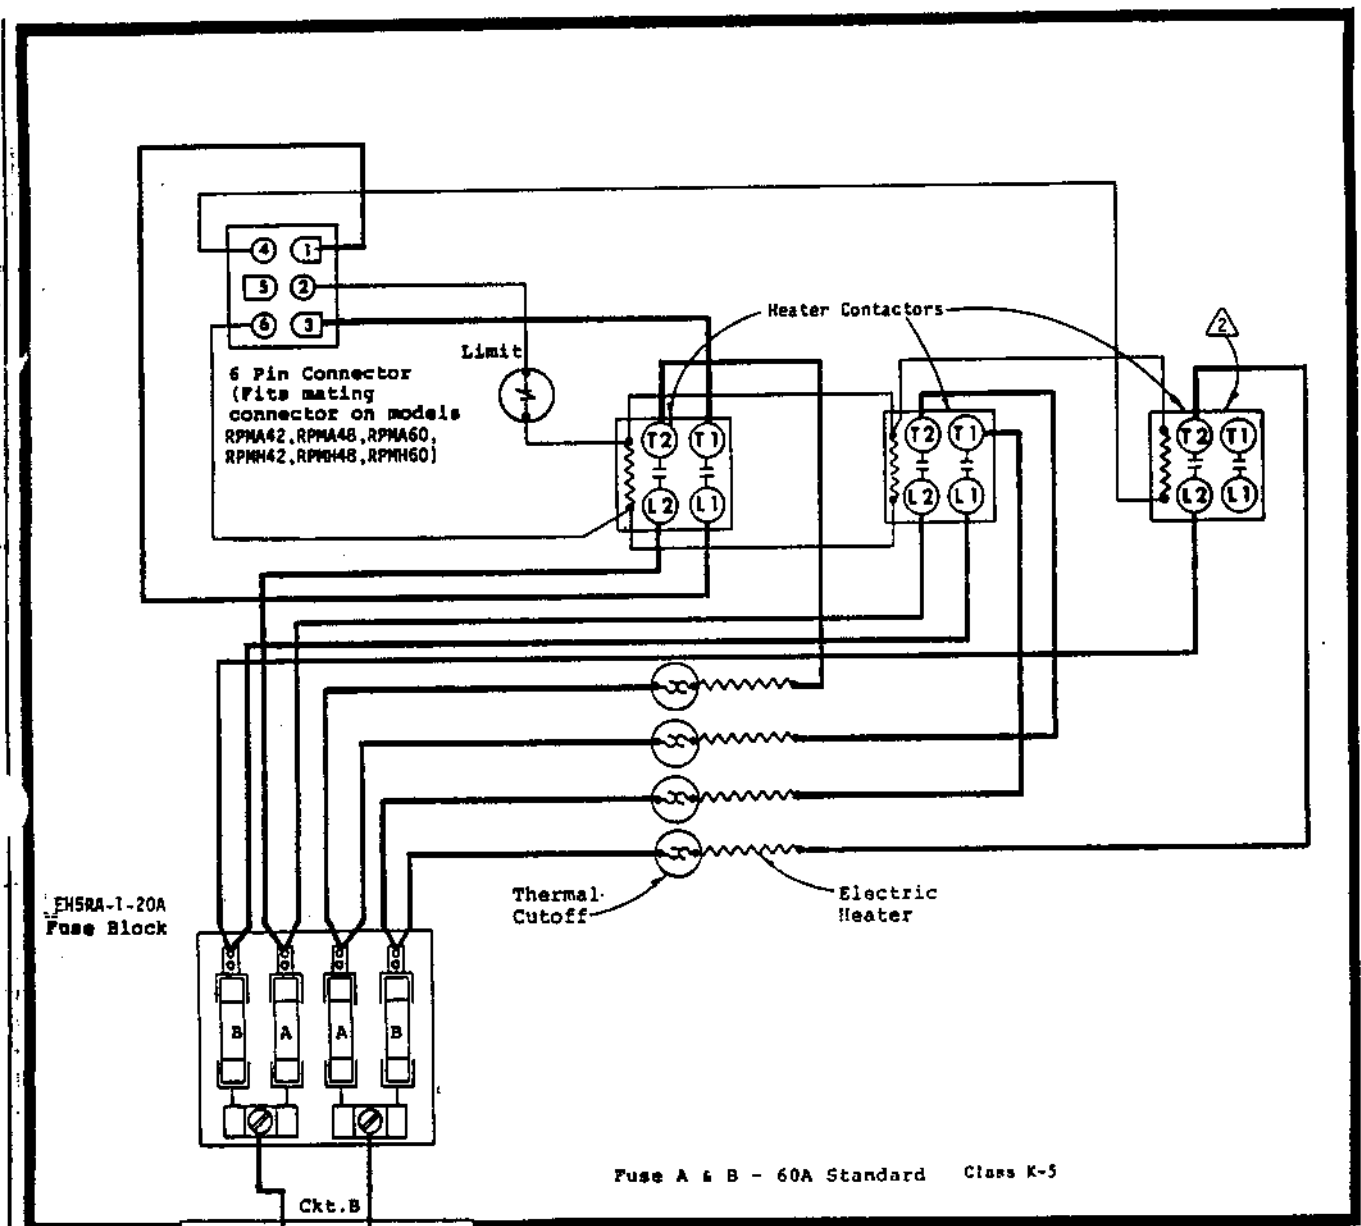 4 1
5 2
6 3
Heater Contactors
2
Limit
6 Pin Connector
(Fits mating
connector on models
RPMA42,RPMA48,RPMA60,
RPMH42,RPMH48,RPMH60)
T2 T1
L2 L1
T2 T1
L2 L1
T2 T1
L2 L1
Thermal
Cutoff
Electric
Heater
EH5RA-1-20A
Fuse Block
B A A B
Fuse A & B - 60A Standard Class K-5
Ckt.B